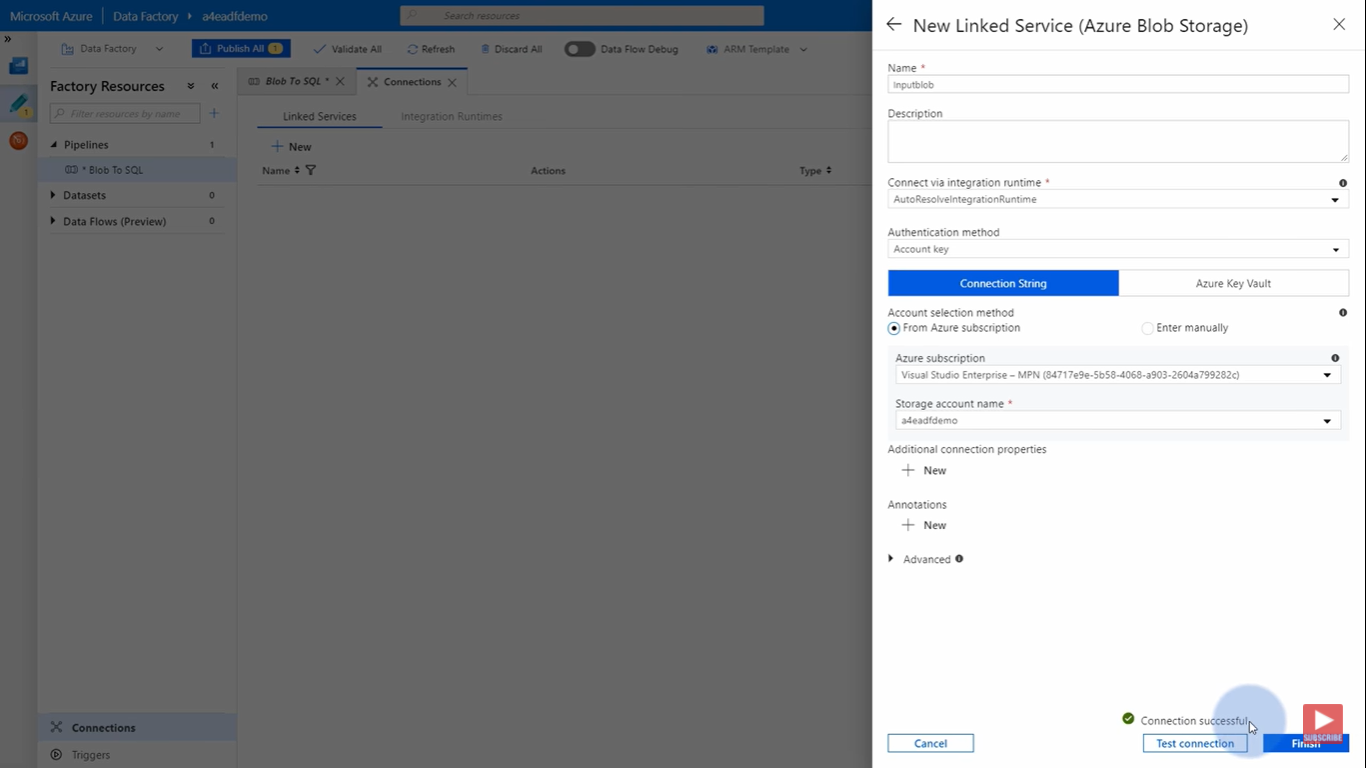 Microsoft Azure Data Factory a4eadfdemo Search resources
Data Factory Publish All 1 Validate All Refresh Discard All Data Flow Debug ARM Template
Factory Resources
Filter resources by name
Pipelines 1
* Blob To SQL
Datasets 0
Data Flows (Preview) 0
Connections
Triggers
1
Blob To SQL * Connections
Linked Services Integration Runtimes
New
Name Actions Type
New Linked Service (Azure Blob Storage)
Name *
Inputblob
Description
Connect via integration runtime *
AutoResolveIntegrationRuntime
Authentication method
Account key
Connection String Azure Key Vault
Account selection method
From Azure subscription Enter manually
Azure subscription
Visual Studio Enterprise – MPN (84717e9e-5b58-4068-a903-2604a799282c)
Storage account name *
a4eadfdemo
Additional connection properties
New
Annotations
New
Advanced
Connection successful
SUBSCRIBE
Cancel Test connection Finish